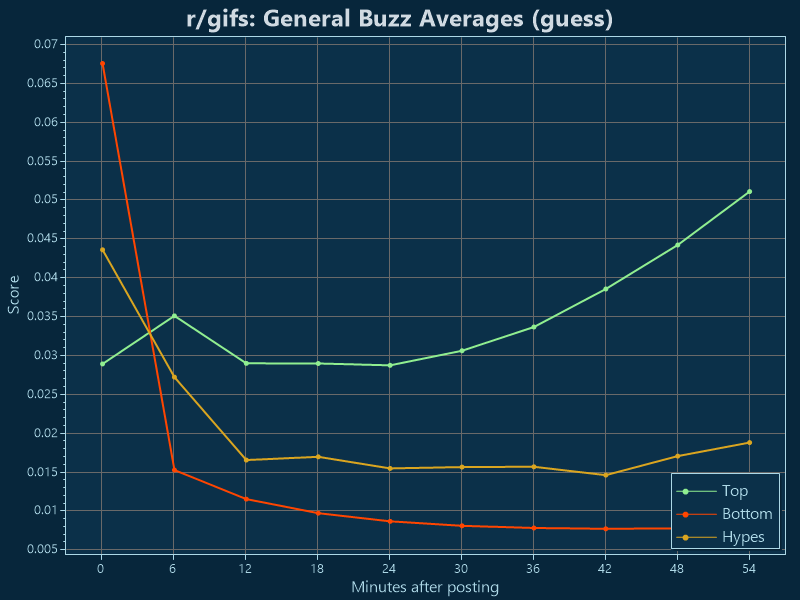 r/gifs: General Buzz Averages (guess)
0.07
0.065
0.06
0.055
0.05
0.045
0.04
0.035
0.03
0.025
0.02
0.015
0.01
0.005
Score
Top
Bottom
Hypes
0 6 12 18 24 30 36 42 48 54
Minutes after posting